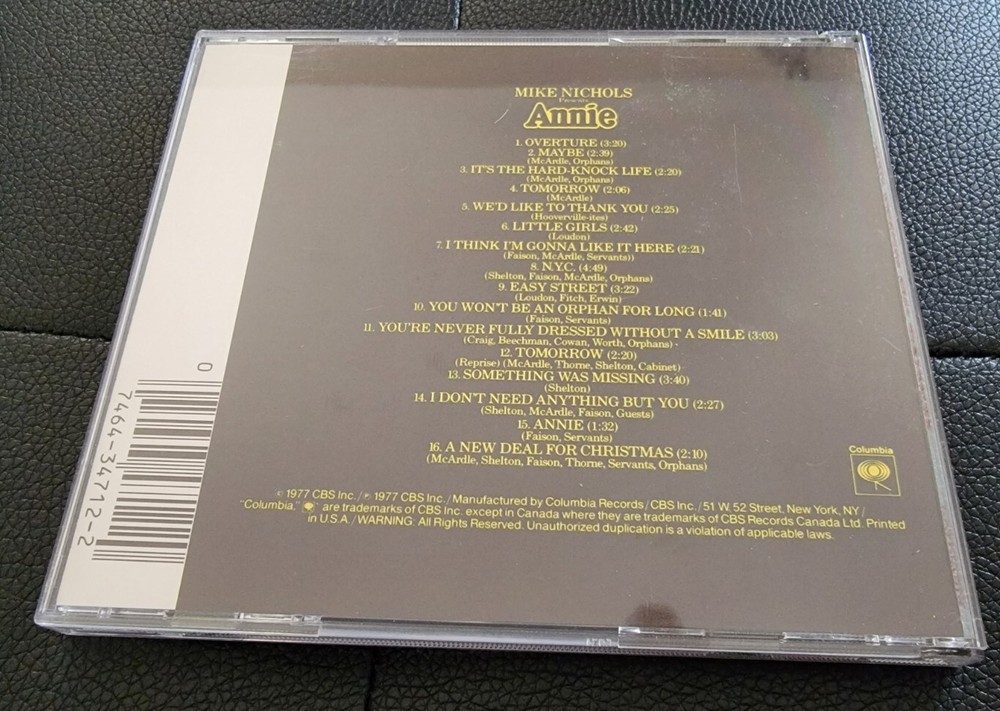 MIKE NICHOLS
Presents
Annie
1. OVERTURE (3:20)
2. MAYBE (2:39)
(McArdle, Orphans)
3. IT'S THE HARD-KNOCK LIFE (2:20)
(McArdle, Orphans)
4. TOMORROW (2:06)
(McArdle)
5. WE'D LIKE TO THANK YOU (2:25)
(Hooverville-ites)
6. LITTLE GIRLS (2:42)
(Loudon)
7. I THINK I'M GONNA LIKE IT HERE (2:21)
(Faison, McArdle, Servants))
8. N.Y.C. (4:49)
(Shelton, Faison, McArdle, Orphans)
9. EASY STREET (3:22)
(Loudon, Fitch, Erwin)
10. YOU WON'T BE AN ORPHAN FOR LONG (1:41)
(Faison, Servants)
11. YOU'RE NEVER FULLY DRESSED WITHOUT A SMILE (3:03)
(Craig, Beechman, Cowan, Worth, Orphans)
12. TOMORROW (2:20)
(Reprise) (McArdle, Thorne, Shelton, Cabinet)
13. SOMETHING WAS MISSING (3:40)
(Shelton)
14. I DON'T NEED ANYTHING BUT YOU (2:27)
(Shelton, McArdle, Faison, Guests)
15. ANNIE (1:32)
(Faison, Servants)
16. A NEW DEAL FOR CHRISTMAS (2:10)
(McArdle, Shelton, Faison, Thorne, Servants, Orphans)
Columbia
© 1977 CBS Inc./℗ 1977 CBS Inc./Manufactured by Columbia Records/CBS Inc./51 W. 52 Street, New York, NY/
"Columbia," are trademarks of CBS Inc. except in Canada where they are trademarks of CBS Records Canada Ltd. Printed
in U.S.A./WARNING: All Rights Reserved. Unauthorized duplication is a violation of applicable laws.
0
7464-34712-2